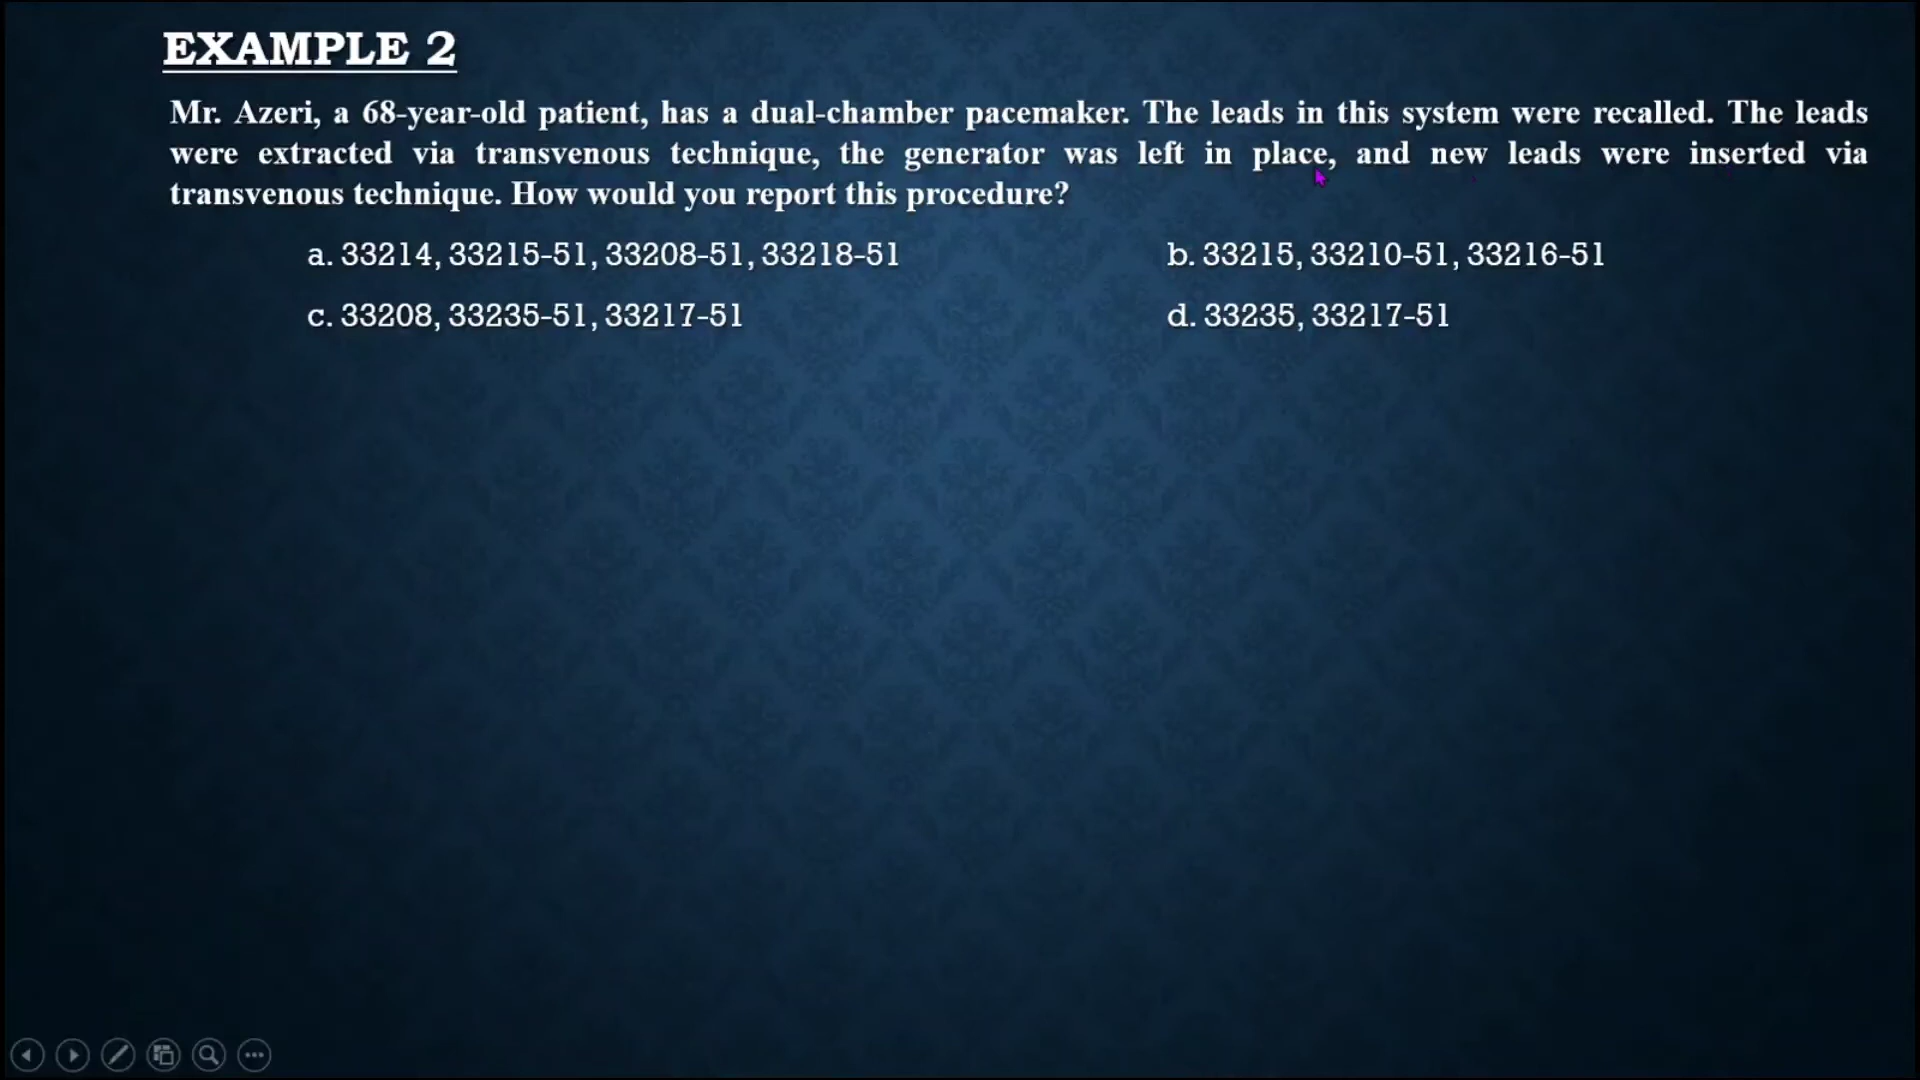 EXAMPLE 2
Mr. Azeri, a 68-year-old patient, has a dual-chamber pacemaker. The leads in this system were recalled. The leads
were extracted via transvenous technique, the generator was left in place, and new leads were inserted via
transvenous technique. How would you report this procedure?
a. 33214, 33215-51, 33208-51, 33218-51
b. 33215, 33210-51, 33216-51
c. 33208, 33235-51, 33217-51
d. 33235, 33217-51